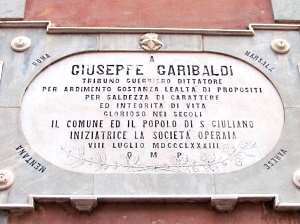 A
GIUSEPPE GARIBALDI
TRIBUNO GUERRIERO DITTATORE
PER ARDIMENTO COSTANZA LEALTÀ DI PROPOSITI
PER SALDEZZA DI CARATTERE
ED INTEGRITÀ DI VITA
GLORIOSO NEI SECOLI
IL COMUNE ED IL POPOLO DI S GIULIANO
INIZIATRICE LA SOCIETÀ OPERAIA
VIII LUGLIO MDCCCLXXXIII
Q M P
ROMA
MARSALA
MENTANA
VARESE